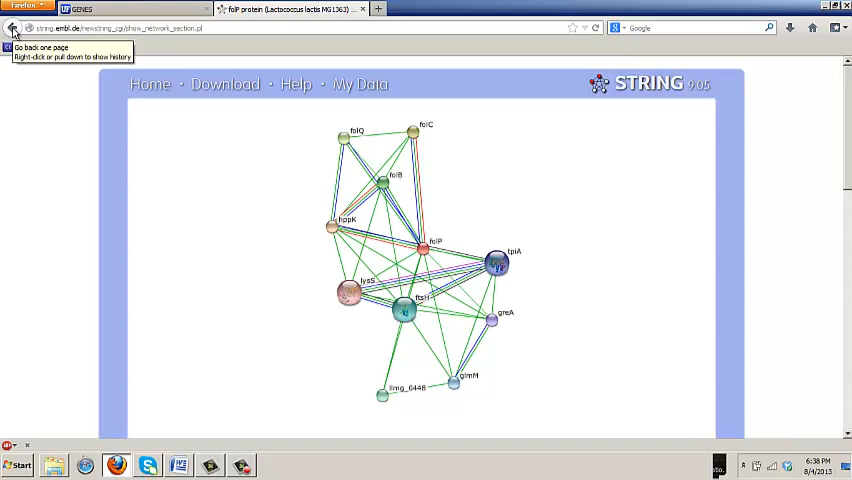 Firefox
GENES
folP protein (Lactococcus lactis MG1363) ...
string.embl.de/newstring_cgi/show_network_section.pl
Google
Go back one page
Right-click or pull down to show history
Home
Download
Help
My Data
STRING 9.05
folQ
folC
folB
hppK
folP
tpiA
lysS
ftsH
greA
glmM
llmg_0448
Start
6:38 PM
8/4/2013